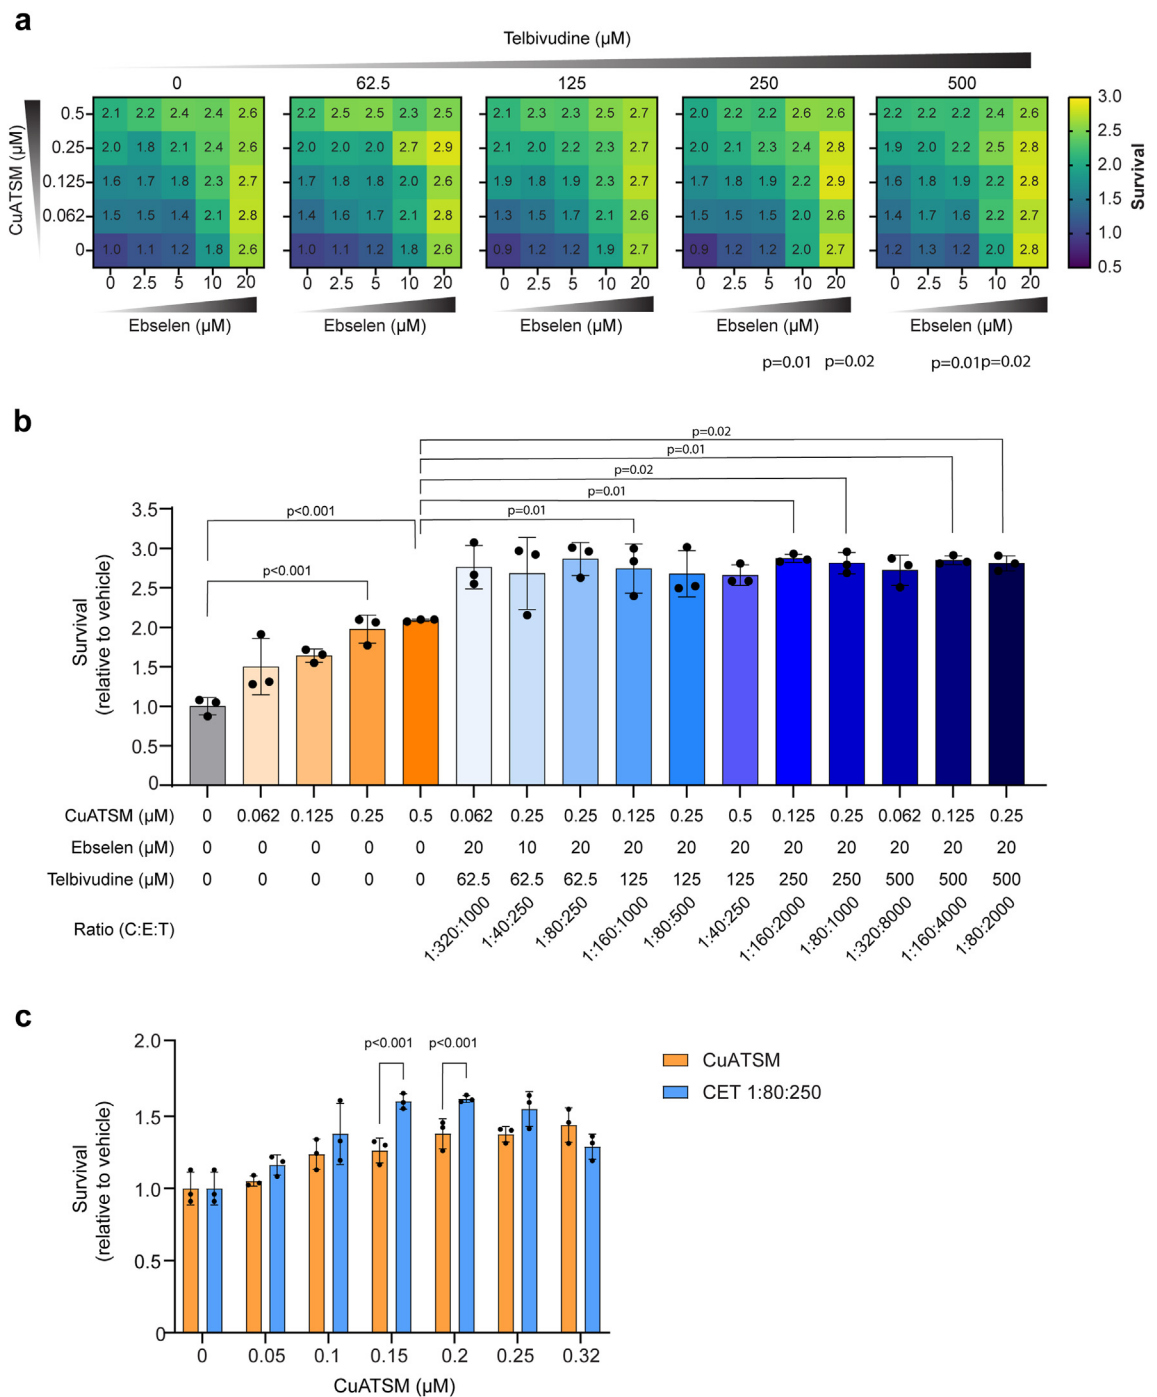 a
Telbivudine (µM)
0 62.5 125 250 500
CuATSM (µM)
0.5 2.1 2.2 2.4 2.4 2.6 2.2 2.5 2.5 2.3 2.5 2.1 2.3 2.3 2.5 2.7 2.0 2.2 2.2 2.6 2.6 2.2 2.2 2.2 2.4 2.6
0.25 2.0 1.8 2.1 2.4 2.6 2.0 2.0 2.0 2.7 2.9 2.1 2.0 2.2 2.3 2.7 2.0 2.1 2.3 2.4 2.8 1.9 2.0 2.2 2.5 2.8
0.125 1.6 1.7 1.8 2.3 2.7 1.7 1.8 1.8 2.0 2.6 1.9 1.8 1.9 2.3 2.7 1.7 1.8 1.9 2.2 2.9 1.6 1.8 1.9 2.2 2.8
0.062 1.5 1.5 1.4 2.1 2.8 1.4 1.6 1.7 2.1 2.8 1.3 1.5 1.7 2.1 2.6 1.5 1.5 1.5 2.0 2.6 1.4 1.7 1.6 2.2 2.7
0 1.0 1.1 1.2 1.8 2.6 1.0 1.1 1.2 1.8 2.6 0.9 1.2 1.2 1.9 2.7 0.9 1.2 1.2 2.0 2.7 1.2 1.3 1.2 2.0 2.8
0 2.5 5 10 20 0 2.5 5 10 20 0 2.5 5 10 20 0 2.5 5 10 20 0 2.5 5 10 20
Ebselen (µM) Ebselen (µM) Ebselen (µM) Ebselen (µM) Ebselen (µM)
3.0
2.5
2.0
1.5
1.0
0.5
Survival
p=0.01 p=0.02 p=0.01 p=0.02
b
p=0.02
p=0.01
p=0.02
p=0.01
p=0.01
p<0.001
p<0.001
Survival
(relative to vehicle)
3.5
3.0
2.5
2.0
1.5
1.0
0.5
0
CuATSM (µM) 0 0.062 0.125 0.25 0.5 0.062 0.25 0.25 0.125 0.25 0.5 0.125 0.25 0.062 0.125 0.25
Ebselen (µM) 0 0 0 0 0 20 10 20 20 20 20 20 20 20 20 20
Telbivudine (µM) 0 0 0 0 0 62.5 62.5 62.5 125 125 125 250 250 500 500 500
Ratio (C:E:T) 1:320:1000 1:40:250 1:80:250 1:160:1000 1:80:500 1:40:250 1:160:2000 1:80:1000 1:320:8000 1:160:4000 1:80:2000
c
p<0.001 p<0.001
Survival
(relative to vehicle)
2.0
1.5
1.0
0.5
0
0 0.05 0.1 0.15 0.2 0.25 0.32
CuATSM (µM)
CuATSM
CET 1:80:250